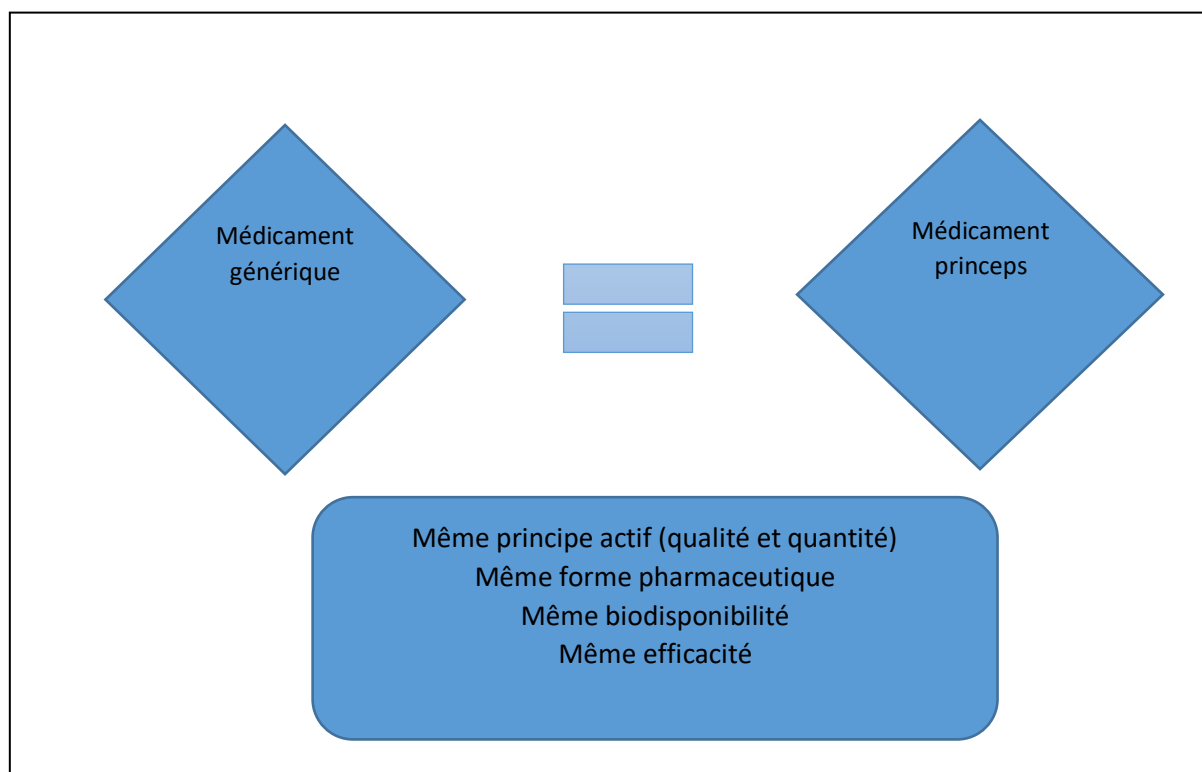 Médicament
générique
Médicament
princeps
Même principe actif (qualité et quantité)
Même forme pharmaceutique
Même biodisponibilité
Même efficacité